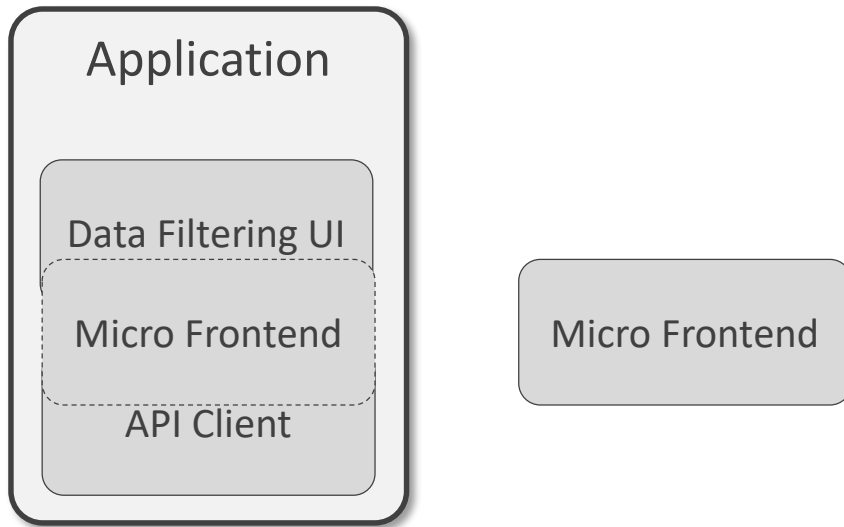 Application
Data Filtering UI
Micro Frontend
API Client
Micro Frontend